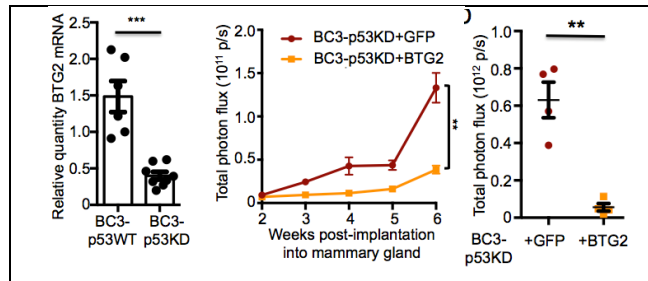 Relative quantity BTG2 mRNA
2.5
2.0
1.5
1.0
0.5
0.0
***
BC3-
p53WT
BC3-
p53KD
Total photon flux (10¹¹ p/s)
2.0
1.5
1.0
0.5
0
BC3-p53KD+GFP
BC3-p53KD+BTG2
**
2 3 4 5 6
Weeks post-implantation
into mammary gland
Total photon flux (10¹² p/s)
1.0
0.8
0.6
0.4
0.2
0
**
BC3-
p53KD
+GFP +BTG2